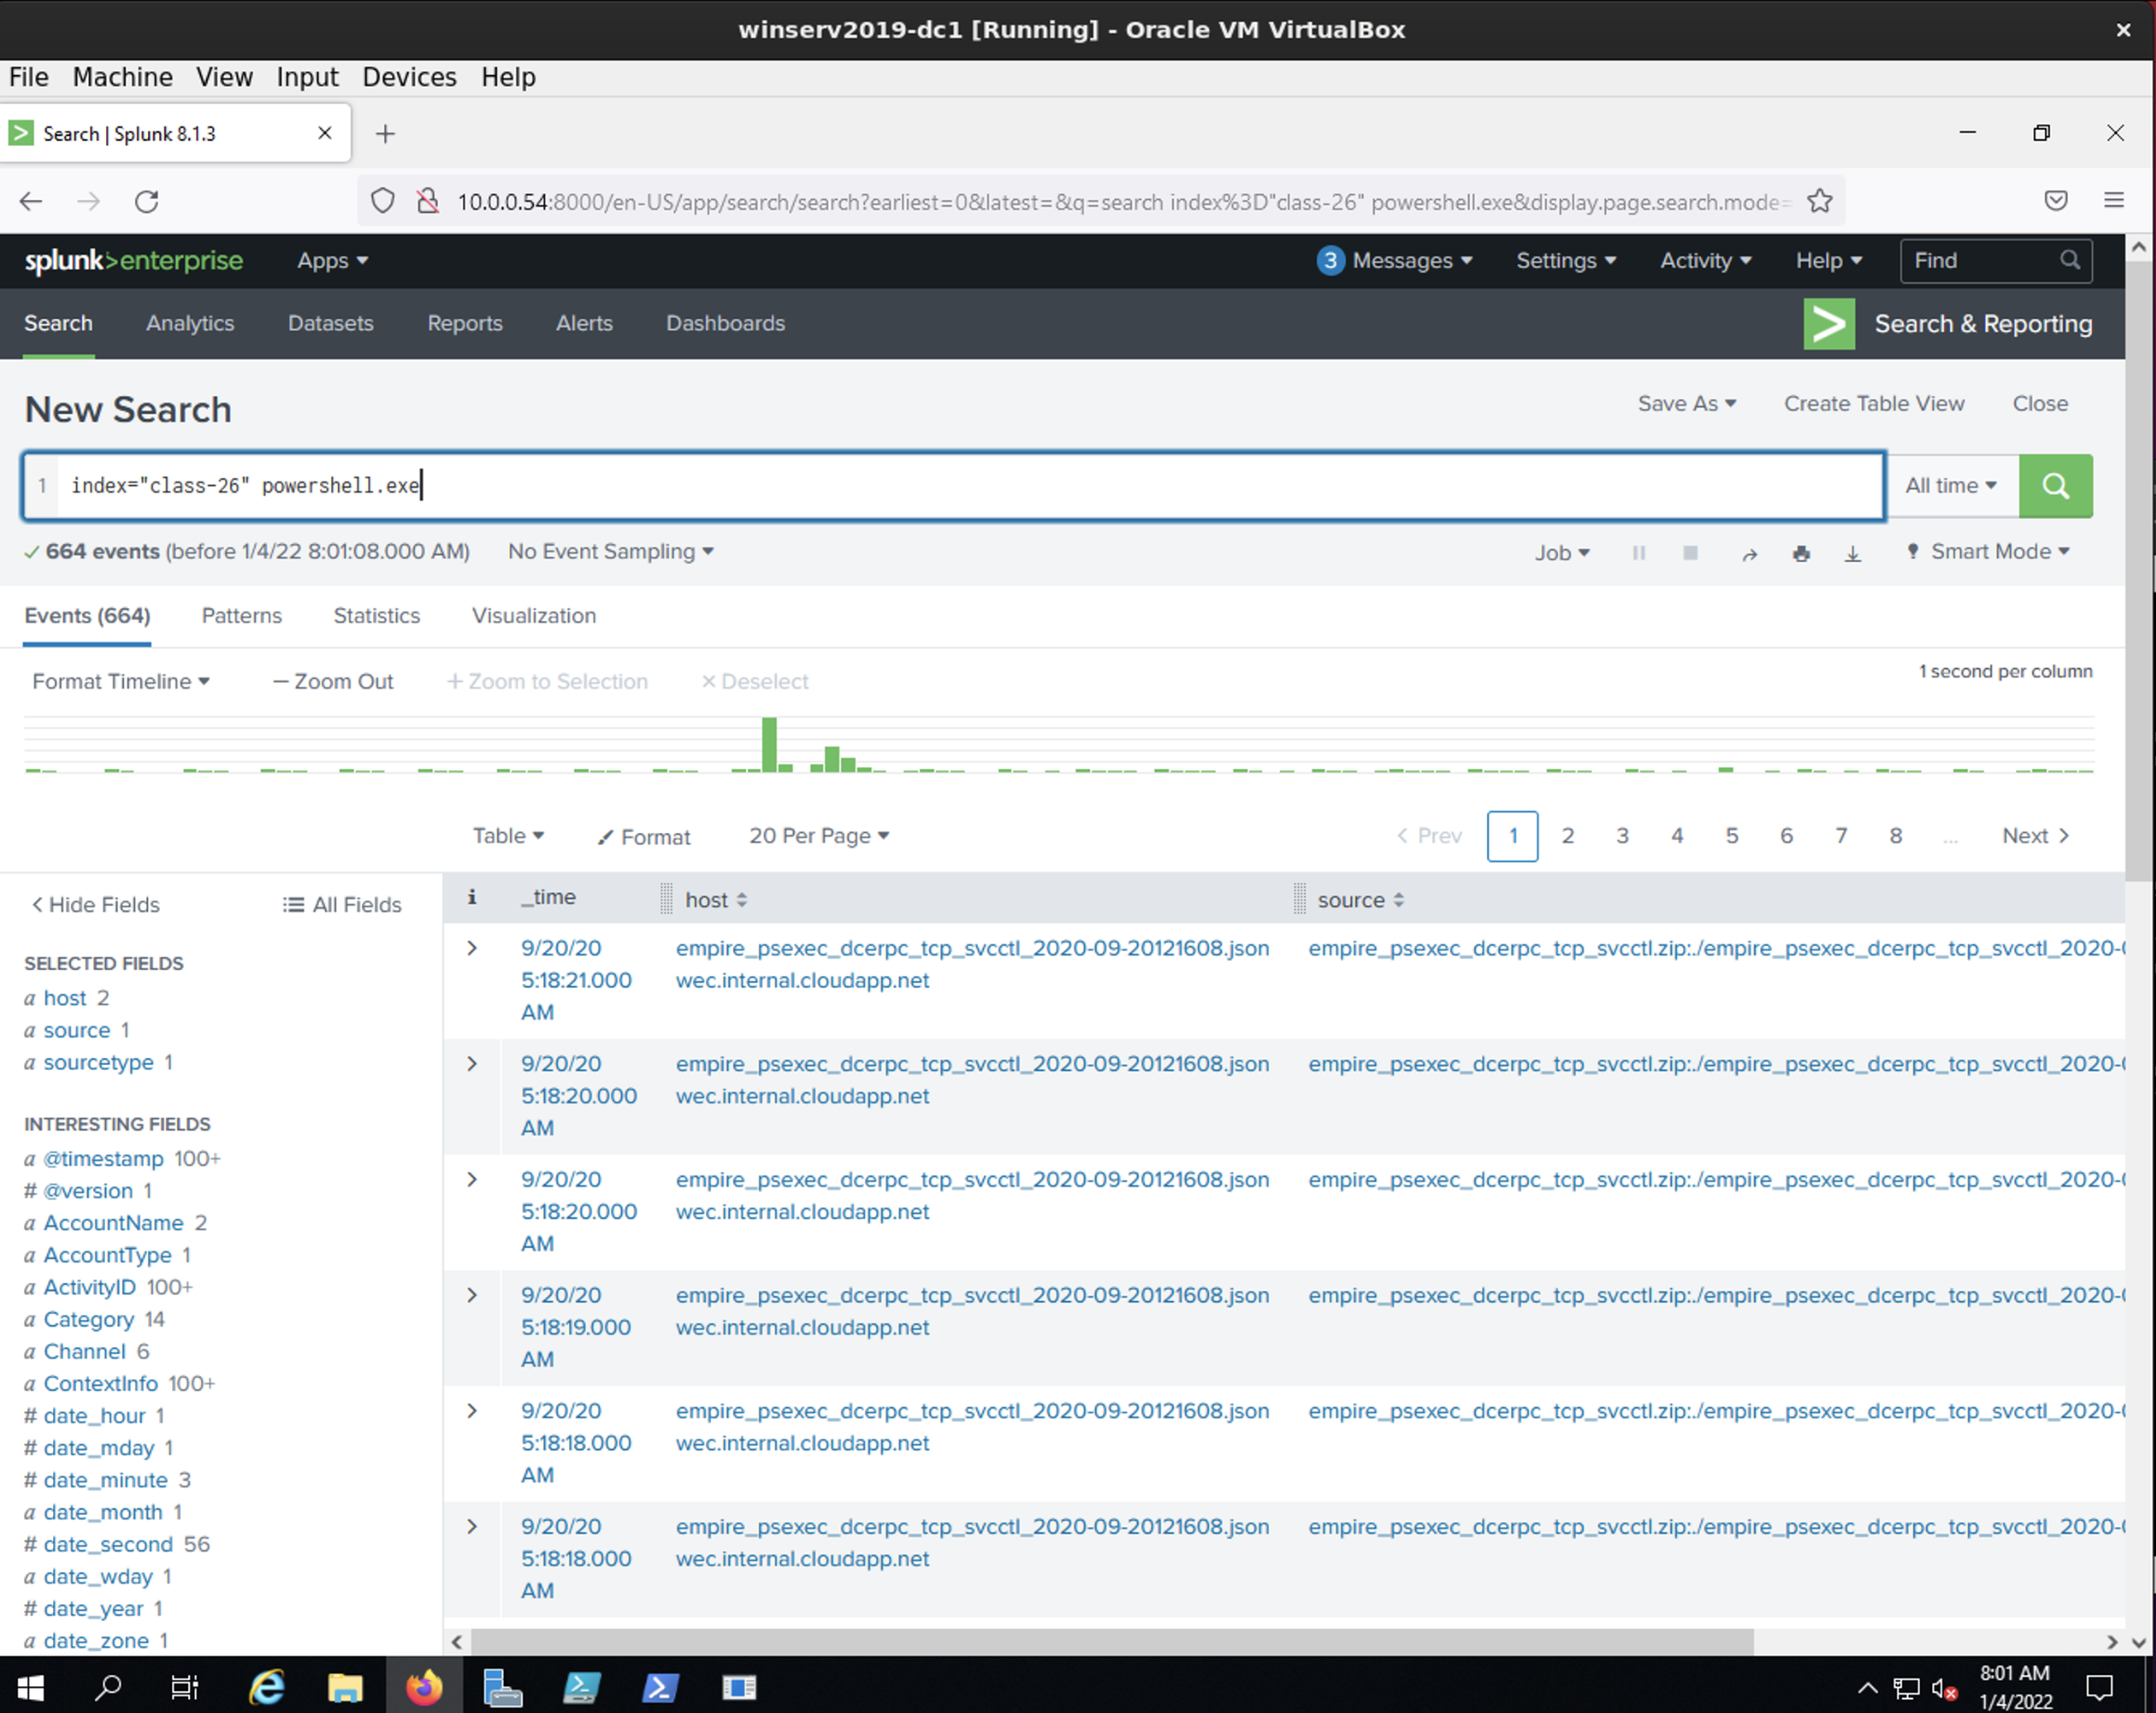 winserv2019-dc1 [Running] - Oracle VM VirtualBox
File Machine View Input Devices Help
Search | Splunk 8.1.3
10.0.0.54:8000/en-US/app/search/search?earliest=0&latest=&q=search index%3D"class-26" powershell.exe&display.page.search.mode=
splunk>enterprise Apps 3 Messages Settings Activity Help Find
Search Analytics Datasets Reports Alerts Dashboards Search & Reporting
New Search Save As Create Table View Close
1 index="class-26" powershell.exe All time
664 events (before 1/4/22 8:01:08.000 AM) No Event Sampling Job Smart Mode
Events (664) Patterns Statistics Visualization
Format Timeline — Zoom Out + Zoom to Selection × Deselect 1 second per column
Table Format 20 Per Page < Prev 1 2 3 4 5 6 7 8 ... Next >
< Hide Fields All Fields
SELECTED FIELDS
a host 2
a source 1
a sourcetype 1
INTERESTING FIELDS
a @timestamp 100+
# @version 1
a AccountName 2
a AccountType 1
a ActivityID 100+
a Category 14
a Channel 6
a ContextInfo 100+
# date_hour 1
# date_mday 1
# date_minute 3
a date_month 1
# date_second 56
a date_wday 1
# date_year 1
a date_zone 1
i _time host source
9/20/20 empire_psexec_dcerpc_tcp_svcctl_2020-09-20121608.json empire_psexec_dcerpc_tcp_svcctl.zip:./empire_psexec_dcerpc_tcp_svcctl_2020-
5:18:21.000 wec.internal.cloudapp.net
AM
9/20/20 empire_psexec_dcerpc_tcp_svcctl_2020-09-20121608.json empire_psexec_dcerpc_tcp_svcctl.zip:./empire_psexec_dcerpc_tcp_svcctl_2020-
5:18:20.000 wec.internal.cloudapp.net
AM
9/20/20 empire_psexec_dcerpc_tcp_svcctl_2020-09-20121608.json empire_psexec_dcerpc_tcp_svcctl.zip:./empire_psexec_dcerpc_tcp_svcctl_2020-
5:18:20.000 wec.internal.cloudapp.net
AM
9/20/20 empire_psexec_dcerpc_tcp_svcctl_2020-09-20121608.json empire_psexec_dcerpc_tcp_svcctl.zip:./empire_psexec_dcerpc_tcp_svcctl_2020-
5:18:19.000 wec.internal.cloudapp.net
AM
9/20/20 empire_psexec_dcerpc_tcp_svcctl_2020-09-20121608.json empire_psexec_dcerpc_tcp_svcctl.zip:./empire_psexec_dcerpc_tcp_svcctl_2020-
5:18:18.000 wec.internal.cloudapp.net
AM
9/20/20 empire_psexec_dcerpc_tcp_svcctl_2020-09-20121608.json empire_psexec_dcerpc_tcp_svcctl.zip:./empire_psexec_dcerpc_tcp_svcctl_2020-
5:18:18.000 wec.internal.cloudapp.net
AM
8:01 AM
1/4/2022